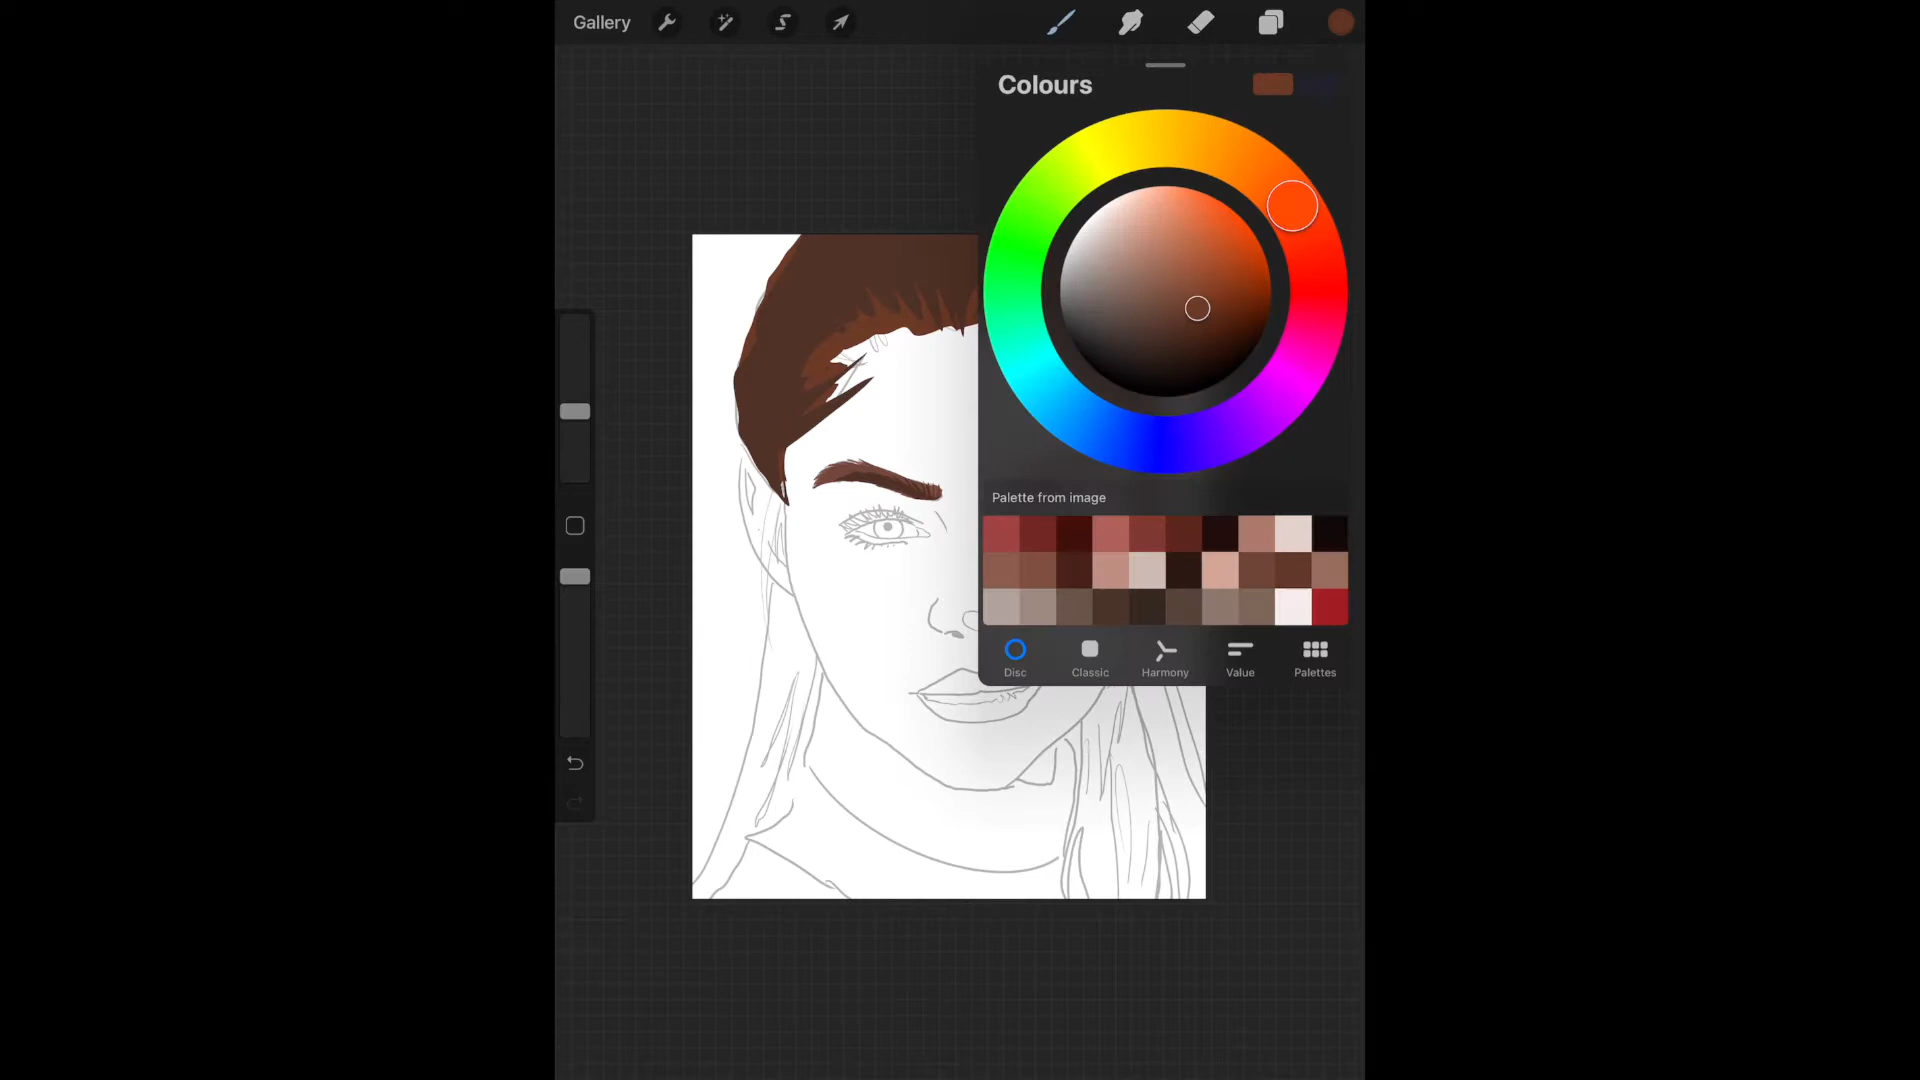 Gallery
Colours
Palette from image
Disc
Classic
Harmony
Value
Palettes